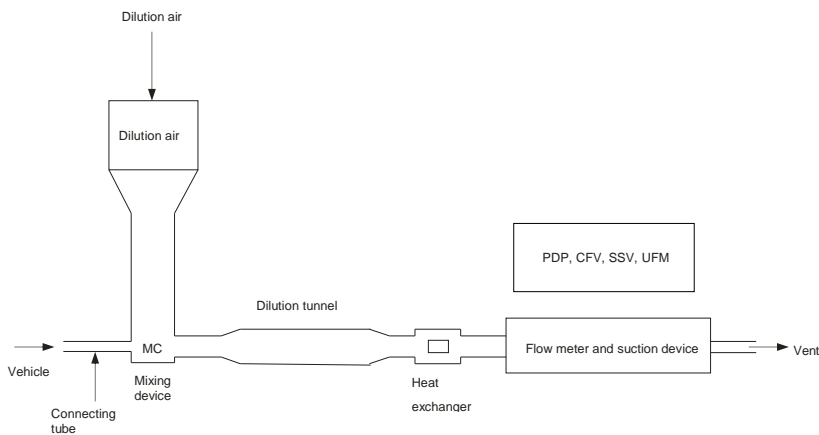 Dilution air
Dilution air
PDP, CFV, SSV, UFM
Dilution tunnel
MC
Flow meter and suction device
Vent
Vehicle
Mixing
device
Heat
exchanger
Connecting
tube